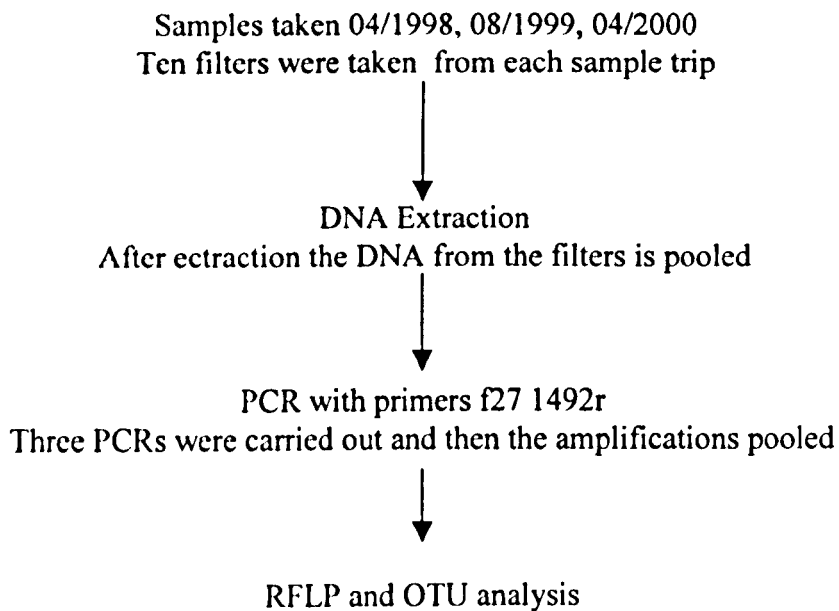 Samples taken 04/1998, 08/1999, 04/2000
Ten filters were taken from each sample trip
DNA Extraction
After ectraction the DNA from the filters is pooled
PCR with primers f27 1492r
Three PCRs were carried out and then the amplifications pooled
RFLP and OTU analysis